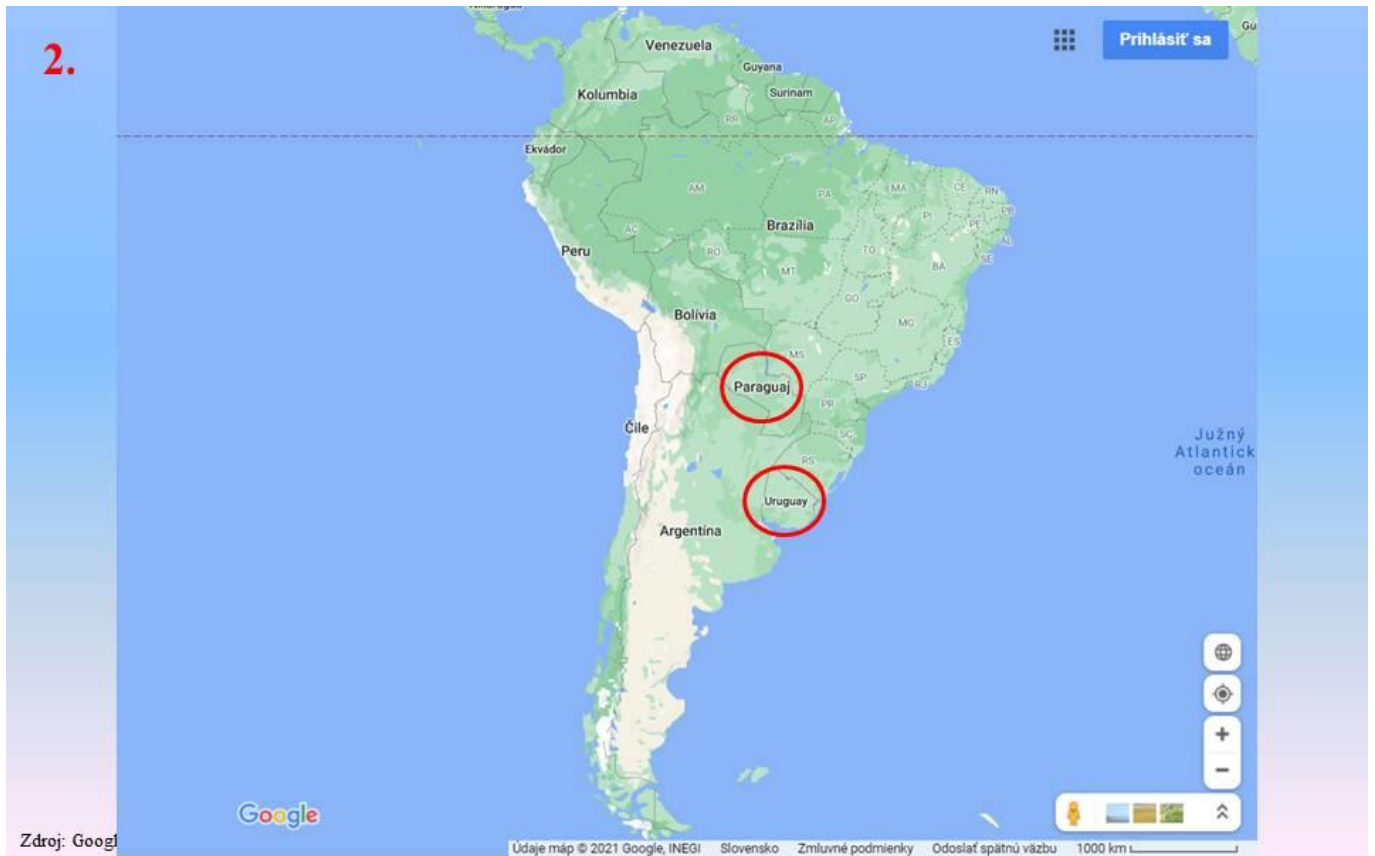 2.
Prihlásiť sa
Venezuela
Guyana
Kolumbia
Surinam
RR
AP
Ekvádor
AM
PA
MA
CE
RN
PB
PI
PE
AC
Brazília
AL
TO
SE
Peru
RO
BA
MT
GO
Bolívia
MG
ES
MS
Paraguaj
SP
RJ
PR
Čile
SC
Južný
Atlantick
oceán
RS
Uruguay
Argentína
Google
Zdroj: Googl
Údaje máp © 2021 Google, INEGI Slovensko Zmluvné podmienky Odoslať spätnú väzbu 1000 km